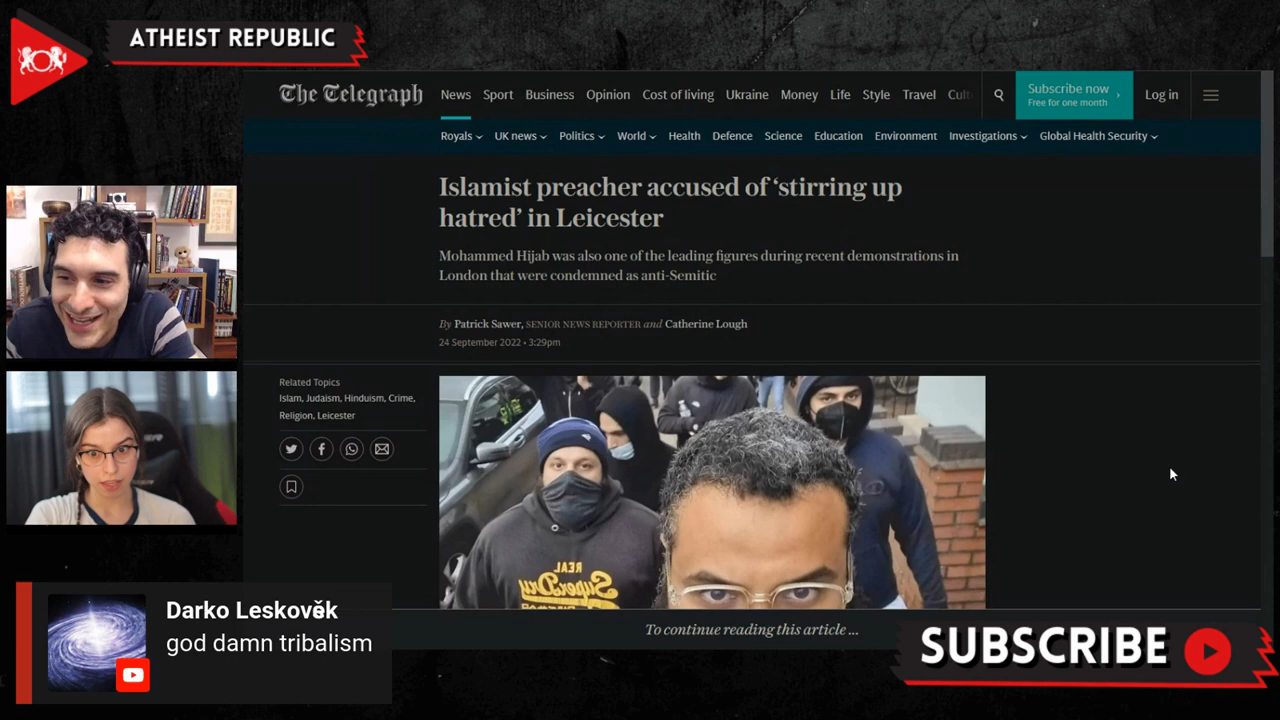 ATHEIST REPUBLIC
The Telegraph
News Sport Business Opinion Cost of living Ukraine Money Life Style Travel Cult
Subscribe now
Free for one month
Log in
Royals UK news Politics World Health Defence Science Education Environment Investigations Global Health Security
Islamist preacher accused of ‘stirring up
hatred’ in Leicester
Mohammed Hijab was also one of the leading figures during recent demonstrations in
London that were condemned as anti-Semitic
By Patrick Sawer, SENIOR NEWS REPORTER and Catherine Lough
24 September 2022 • 3:29pm
Related Topics
Islam, Judaism, Hinduism, Crime,
Religion, Leicester
REAL
SuperDry
To continue reading this article ...
Darko Leskověk
god damn tribalism
SUBSCRIBE